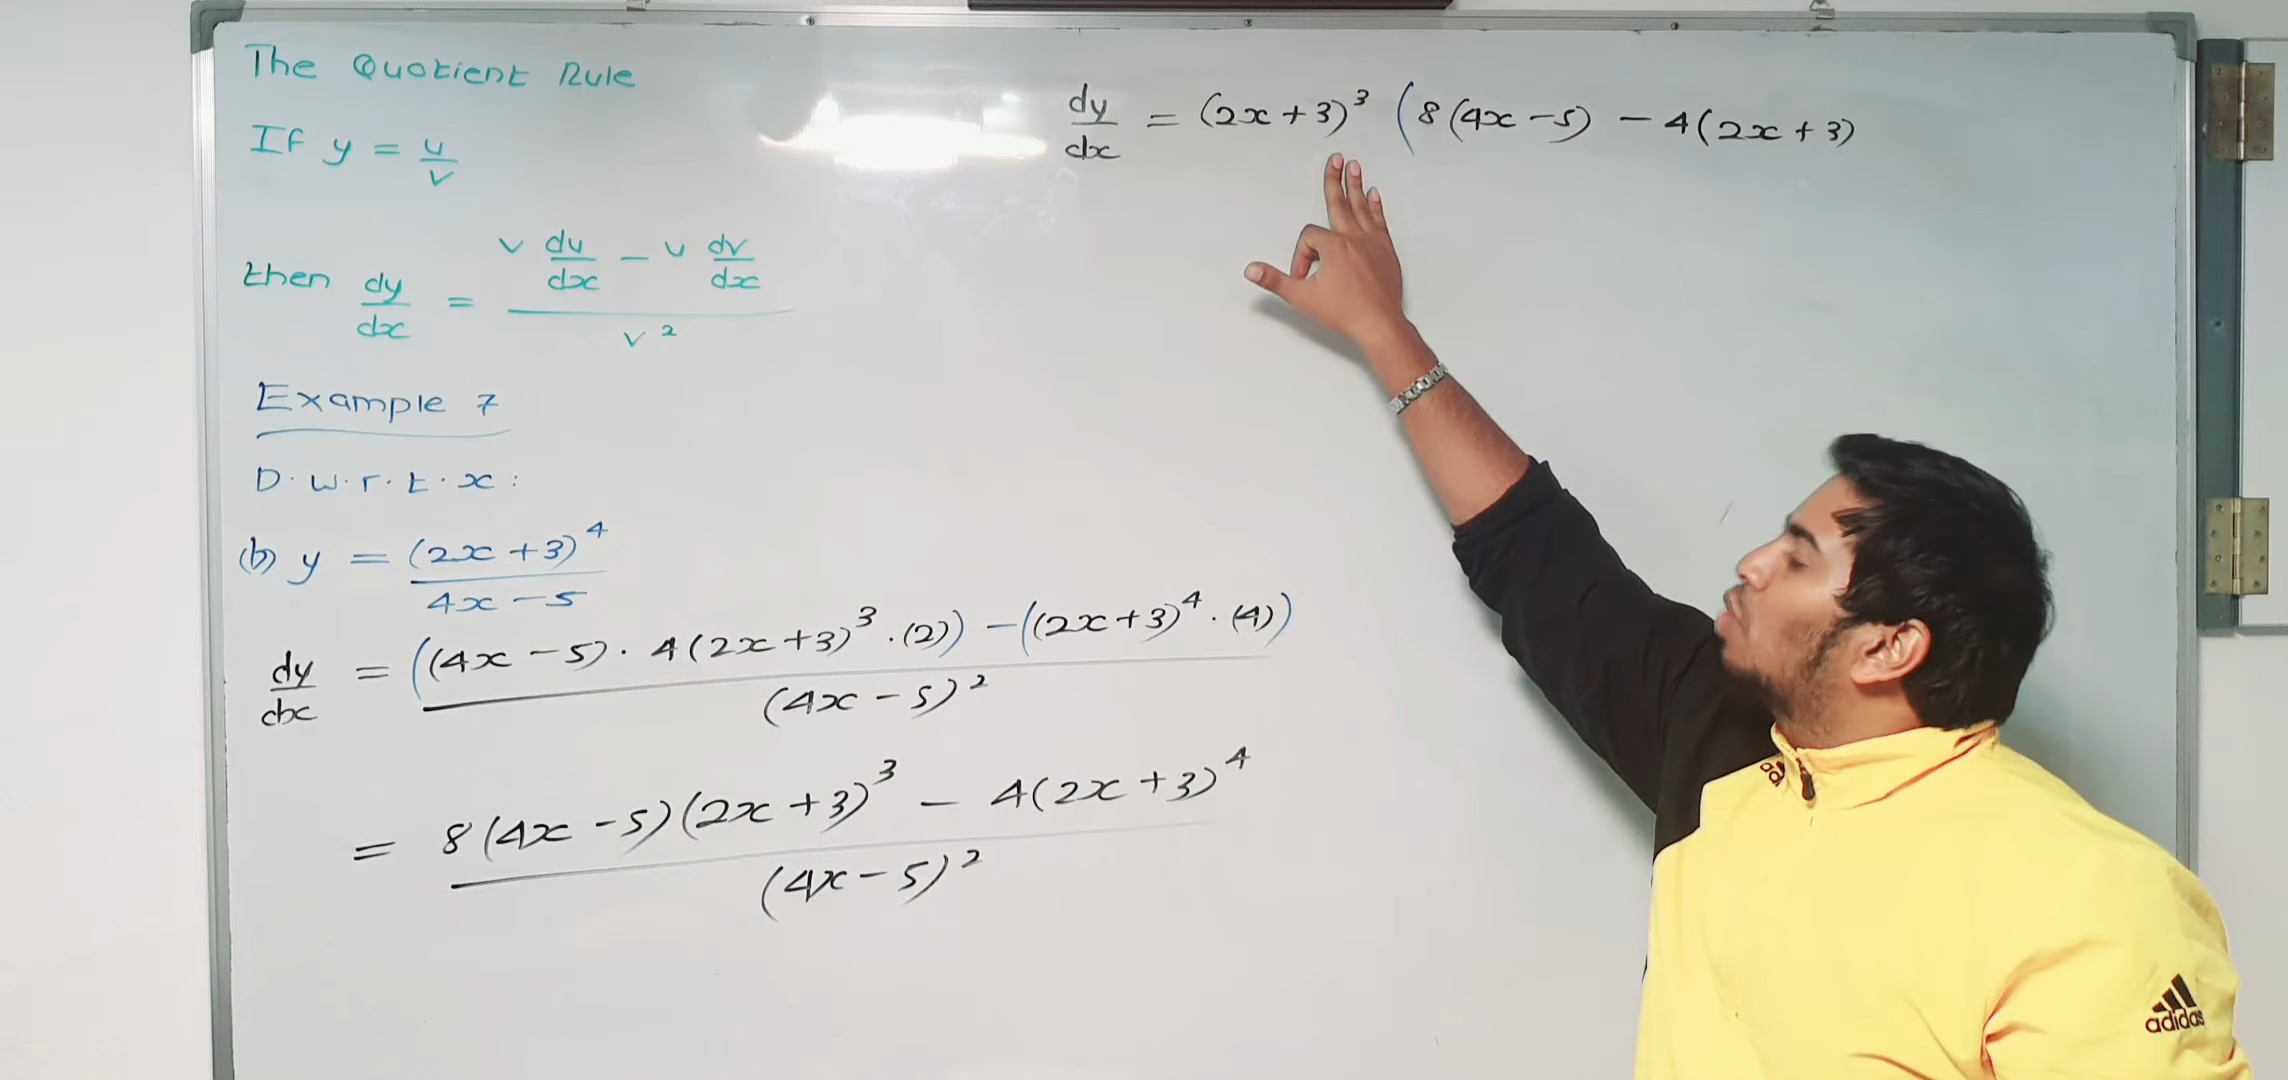 The Quotient Rule
If y = u/v
then dy/dx = (v du/dx - u dv/dx)/v²
Example 7
D.w.r.t.x:
(b) y = (2x+3)⁴/(4x-5)
dy/dx = (((4x-5)·4(2x+3)³·(2)) - ((2x+3)⁴·(4)))/(4x-5)²
= (8(4x-5)(2x+3)³ - 4(2x+3)⁴)/(4x-5)²
dy/dx = (2x+3)³ (8(4x-5) - 4(2x+3)
adidas